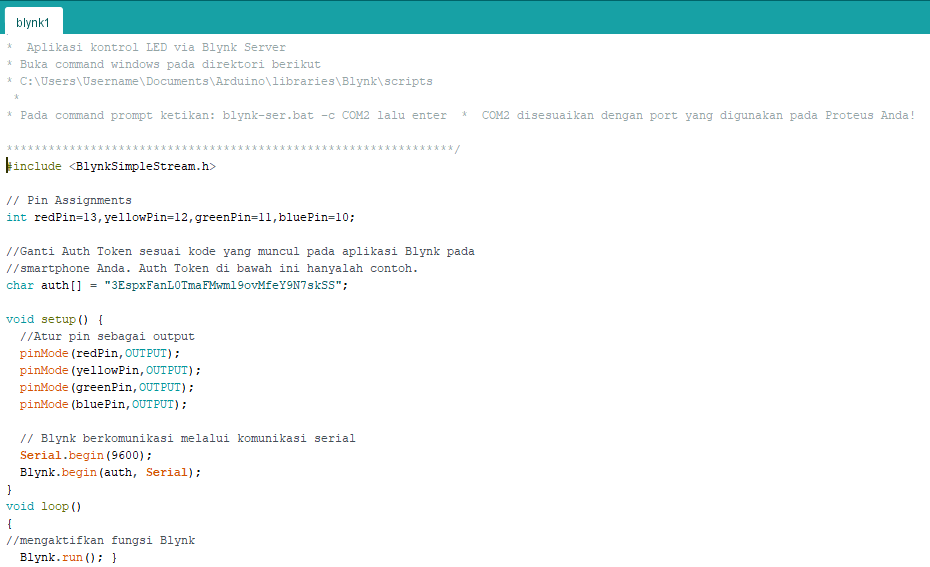 blynk1
*  Aplikasi kontrol LED via Blynk Server
* Buka command windows pada direktori berikut
* C:\Users\Username\Documents\Arduino\libraries\Blynk\scripts
 *
* Pada command prompt ketikan: blynk-ser.bat -c COM2 lalu enter  *  COM2 disesuaikan dengan port yang digunakan pada Proteus Anda!
****************************************************************/
#include <BlynkSimpleStream.h>
// Pin Assignments
int redPin=13,yellowPin=12,greenPin=11,bluePin=10;
//Ganti Auth Token sesuai kode yang muncul pada aplikasi Blynk pada
//smartphone Anda. Auth Token di bawah ini hanyalah contoh.
char auth[] = "3EspxFanL0TmaFMwml9ovMfeY9N7skSS";
void setup() {
  //Atur pin sebagai output
  pinMode(redPin,OUTPUT);
  pinMode(yellowPin,OUTPUT);
  pinMode(greenPin,OUTPUT);
  pinMode(bluePin,OUTPUT);
  // Blynk berkomunikasi melalui komunikasi serial
  Serial.begin(9600);
  Blynk.begin(auth, Serial);
}
void loop()
{
//mengaktifkan fungsi Blynk
  Blynk.run(); }